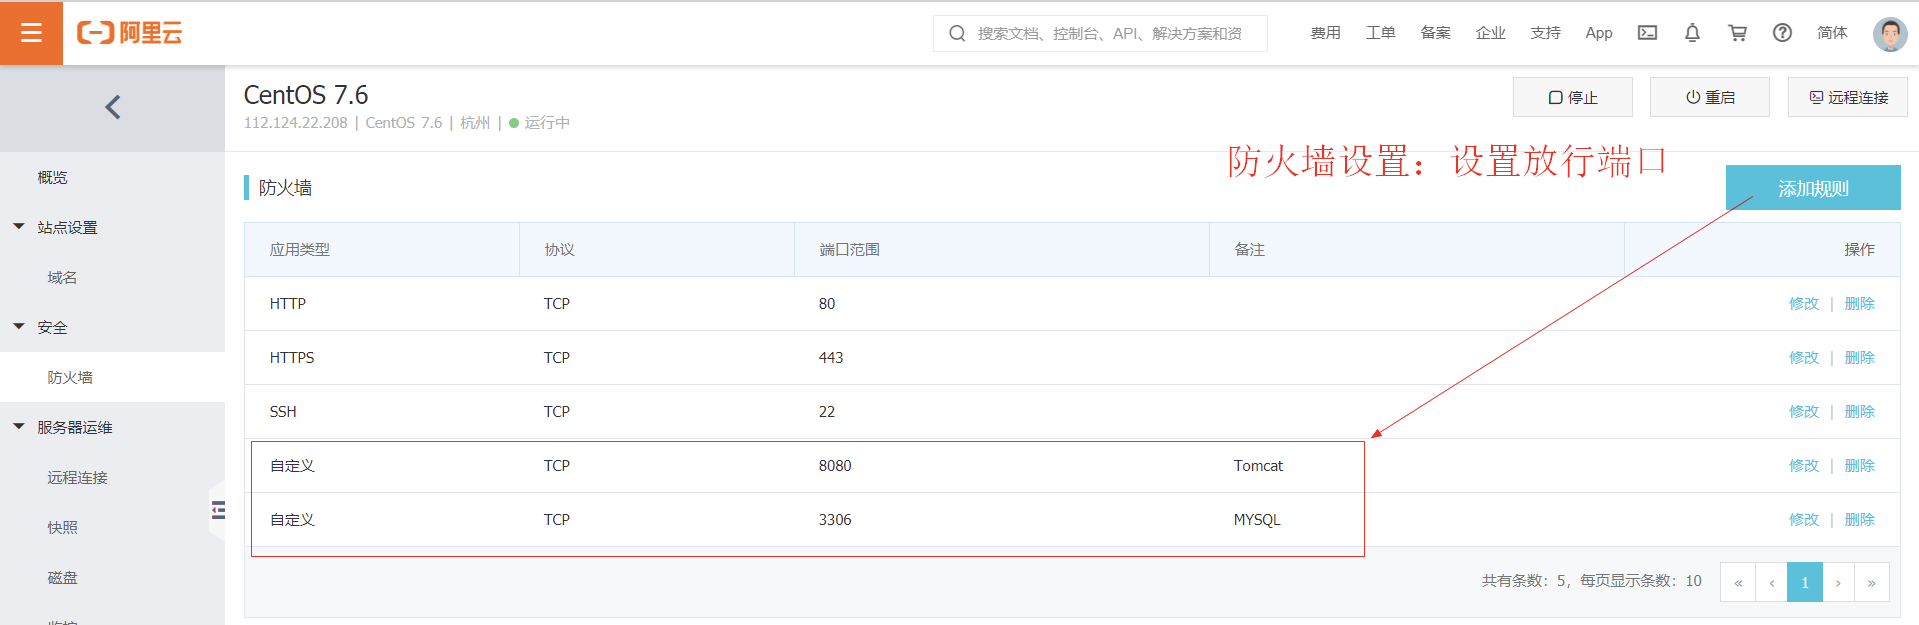 阿里云
搜索文档、控制台、API、解决方案和资
费用 工单 备案 企业 支持 App 简体
CentOS 7.6
112.124.22.208 | CentOS 7.6 | 杭州 | 运行中
停止 重启 远程连接
防火墙设置：设置放行端口
概览
站点设置
域名
安全
防火墙
服务器运维
远程连接
快照
磁盘
防火墙
添加规则
应用类型 协议 端口范围 备注 操作
HTTP TCP 80 修改 | 删除
HTTPS TCP 443 修改 | 删除
SSH TCP 22 修改 | 删除
自定义 TCP 8080 Tomcat 修改 | 删除
自定义 TCP 3306 MYSQL 修改 | 删除
共有条数：5，每页显示条数：10 « ‹ 1 › »